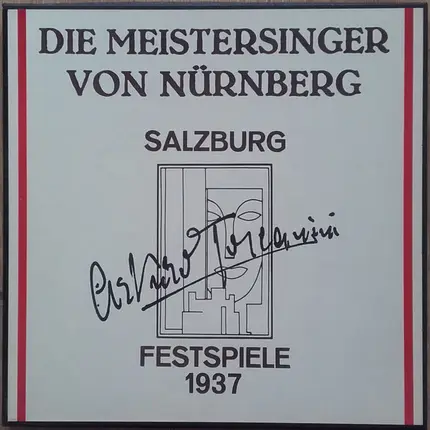 DIE MEISTERSINGER
VON NÜRNBERG
SALZBURG
Arturo Toscanini
FESTSPIELE
1937